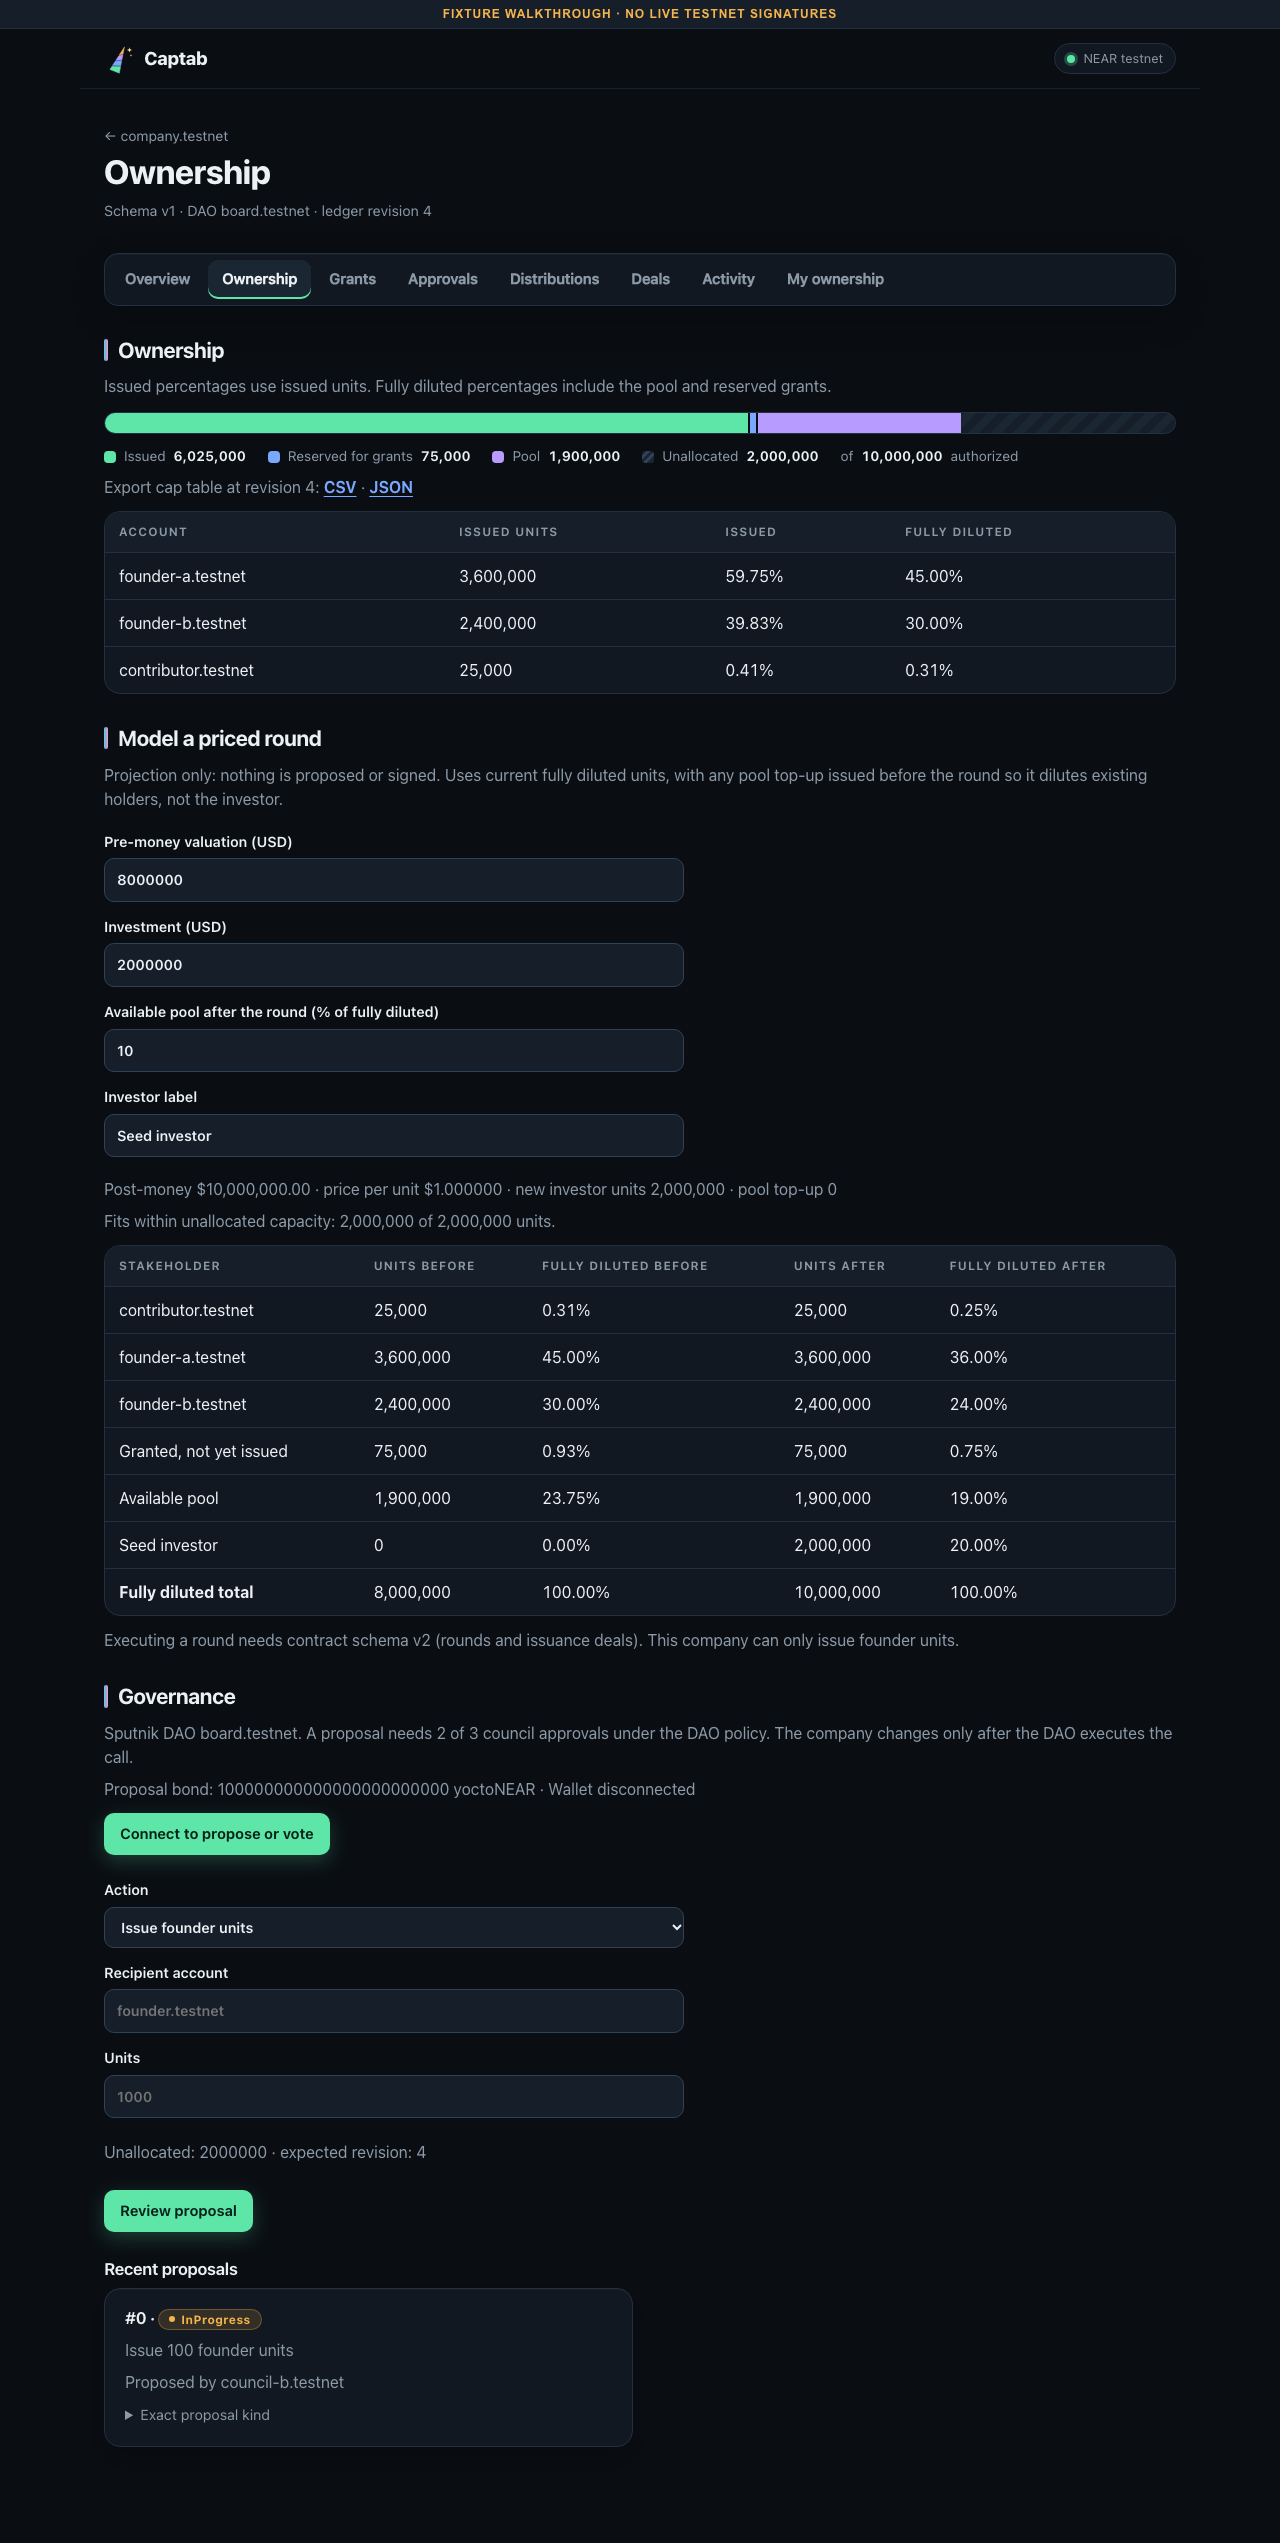 FIXTURE WALKTHROUGH · NO LIVE TESTNET SIGNATURES
Captab
NEAR testnet
← company.testnet
Ownership
Schema v1 · DAO board.testnet · ledger revision 4
Overview Ownership Grants Approvals Distributions Deals Activity My ownership
Ownership
Issued percentages use issued units. Fully diluted percentages include the pool and reserved grants.
Issued 6,025,000 Reserved for grants 75,000 Pool 1,900,000 Unallocated 2,000,000 of 10,000,000 authorized
Export cap table at revision 4: CSV · JSON
ACCOUNT ISSUED UNITS ISSUED FULLY DILUTED
founder-a.testnet 3,600,000 59.75% 45.00%
founder-b.testnet 2,400,000 39.83% 30.00%
contributor.testnet 25,000 0.41% 0.31%
Model a priced round
Projection only: nothing is proposed or signed. Uses current fully diluted units, with any pool top-up issued before the round so it dilutes existing
holders, not the investor.
Pre-money valuation (USD)
8000000
Investment (USD)
2000000
Available pool after the round (% of fully diluted)
10
Investor label
Seed investor
Post-money $10,000,000.00 · price per unit $1.000000 · new investor units 2,000,000 · pool top-up 0
Fits within unallocated capacity: 2,000,000 of 2,000,000 units.
STAKEHOLDER UNITS BEFORE FULLY DILUTED BEFORE UNITS AFTER FULLY DILUTED AFTER
contributor.testnet 25,000 0.31% 25,000 0.25%
founder-a.testnet 3,600,000 45.00% 3,600,000 36.00%
founder-b.testnet 2,400,000 30.00% 2,400,000 24.00%
Granted, not yet issued 75,000 0.93% 75,000 0.75%
Available pool 1,900,000 23.75% 1,900,000 19.00%
Seed investor 0 0.00% 2,000,000 20.00%
Fully diluted total 8,000,000 100.00% 10,000,000 100.00%
Executing a round needs contract schema v2 (rounds and issuance deals). This company can only issue founder units.
Governance
Sputnik DAO board.testnet. A proposal needs 2 of 3 council approvals under the DAO policy. The company changes only after the DAO executes the
call.
Proposal bond: 100000000000000000000000 yoctoNEAR · Wallet disconnected
Connect to propose or vote
Action
Issue founder units
Recipient account
founder.testnet
Units
1000
Unallocated: 2000000 · expected revision: 4
Review proposal
Recent proposals
#0 · InProgress
Issue 100 founder units
Proposed by council-b.testnet
▶ Exact proposal kind